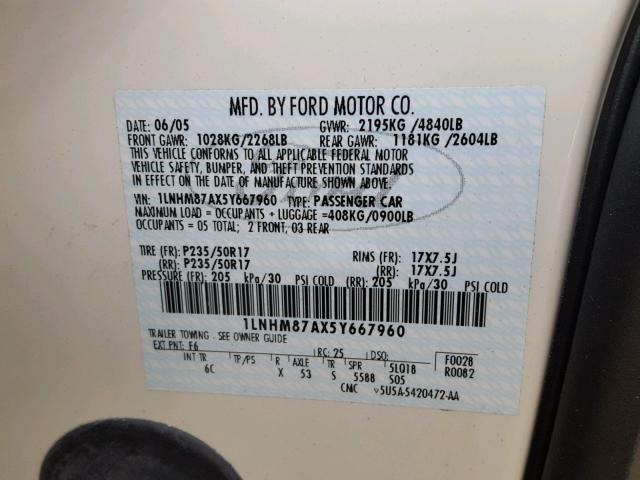 MFD. BY FORD MOTOR CO.
DATE: 06/05 GVWR: 2195KG /4840LB
FRONT GAWR: 1028KG/2268LB REAR GAWR: 1181KG /2604LB
THIS VEHICLE CONFORMS TO ALL APPLICABLE FEDERAL MOTOR
VEHICLE SAFETY, BUMPER, AND THEFT PREVENTION STANDARDS
IN EFFECT ON THE DATE OF MANUFACTURE SHOWN ABOVE.
VIN: 1LNHM87AX5Y667960 TYPE: PASSENGER CAR
MAXIMUM LOAD = OCCUPANTS + LUGGAGE =408KG/0900LB
OCCUPANTS = 05 TOTAL; 2 FRONT, 03 REAR
TIRE (FR): P235/50R17 RIMS (FR): 17X7.5J
(RR): P235/50R17 (RR): 17X7.5J
PRESSURE (FR): 205 kPa/30 PSI COLD (RR): 205 kPa/30 PSI COLD
1LNHM87AX5Y667960
TRAILER TOWING - SEE OWNER GUIDE
EXT PNT: F6 RC: 25 DSO: F0028
INT TR TP/PS R AXLE TR SPR 5LQ18 R0082
6C X 53 S 5588 S05
CMC v5U5A-5420472-AA